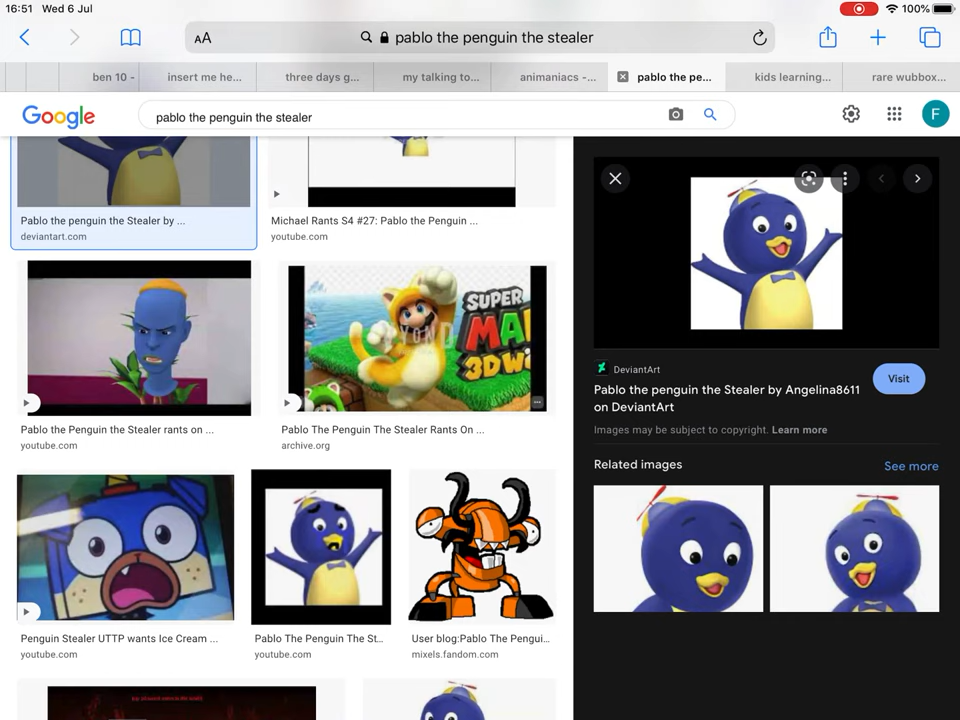 16:51 Wed 6 Jul
100%
AA
pablo the penguin the stealer
ben 10 -
insert me he...
three days g...
my talking to...
animaniacs -...
pablo the pe...
kids learning...
rare wubbox...
Google
pablo the penguin the stealer
F
Pablo the penguin the Stealer by ...
deviantart.com
Michael Rants S4 #27: Pablo the Penguin ...
youtube.com
Pablo the Penguin the Stealer rants on ...
youtube.com
SUPER
MA
3DW
BEYOND
Pablo The Penguin The Stealer Rants On ...
archive.org
Penguin Stealer UTTP wants Ice Cream ...
youtube.com
Pablo The Penguin The St...
youtube.com
User blog:Pablo The Pengui...
mixels.fandom.com
DeviantArt
Pablo the penguin the Stealer by Angelina8611
on DeviantArt
Visit
Images may be subject to copyright. Learn more
Related images
See more